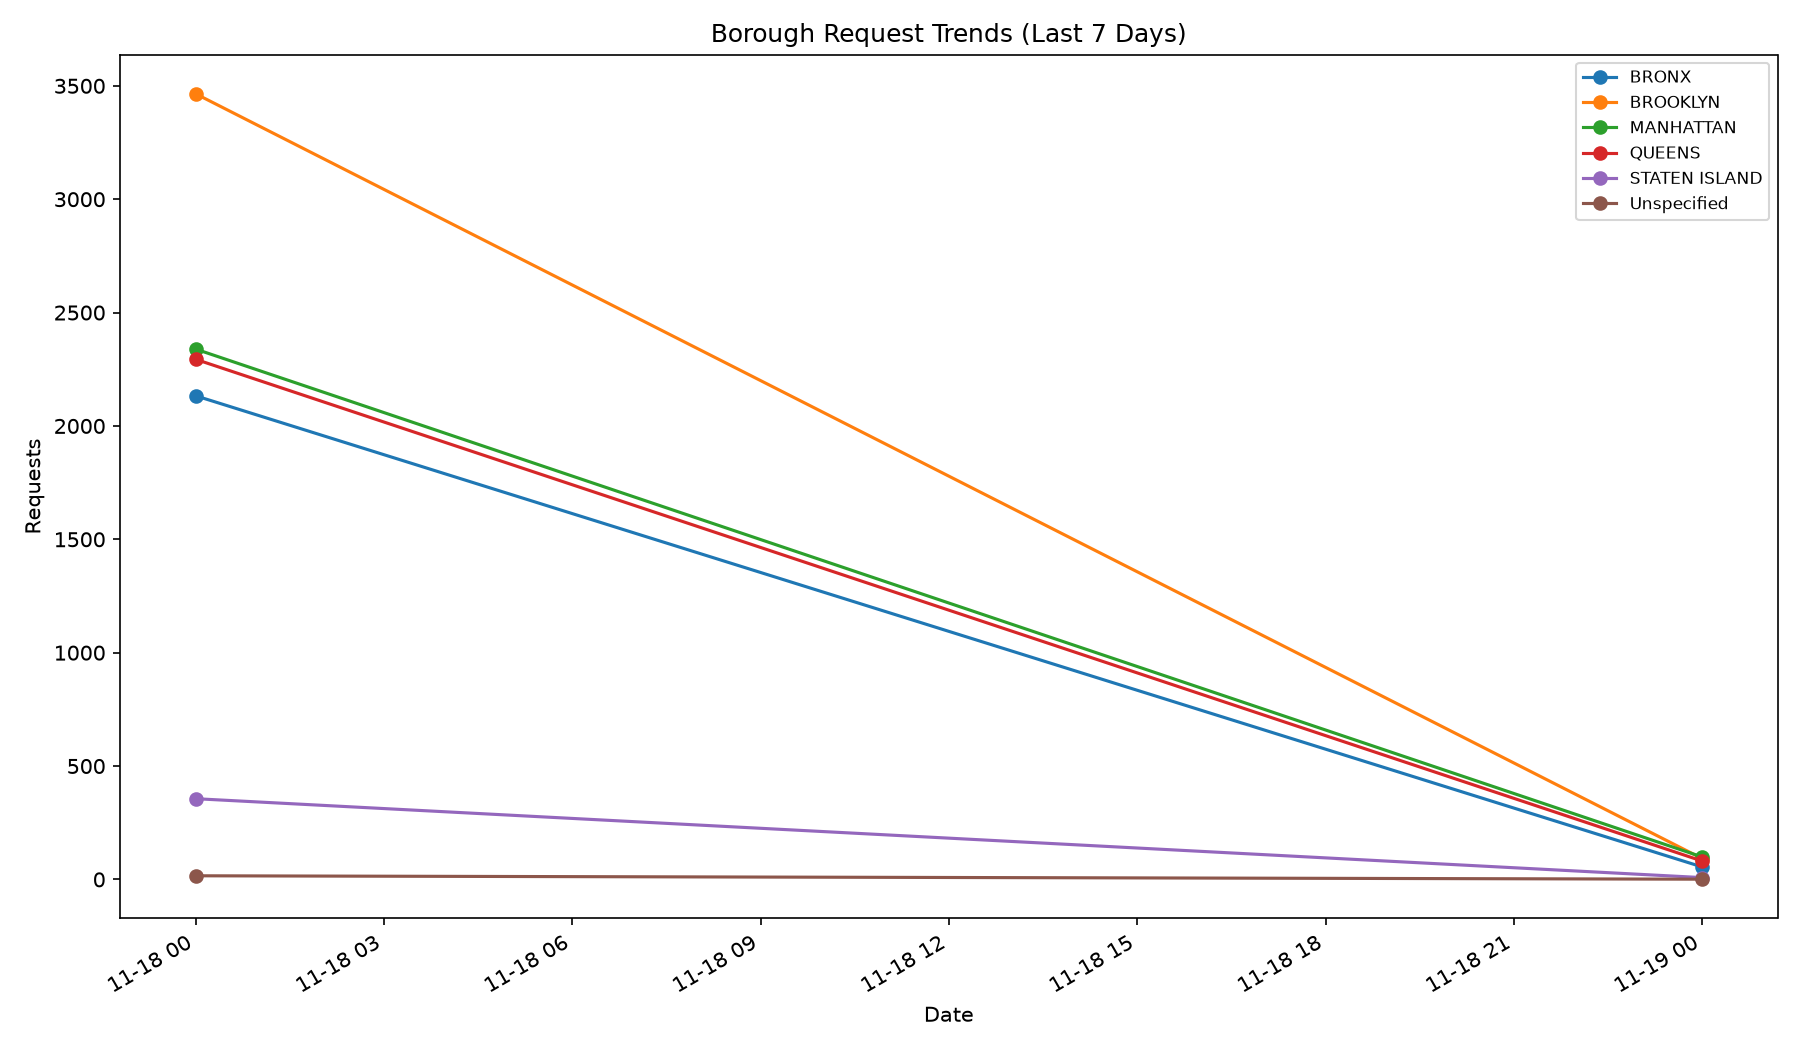 Borough Request Trends (Last 7 Days)
BRONX
BROOKLYN
MANHATTAN
QUEENS
STATEN ISLAND
Unspecified
Requests
3500
3000
2500
2000
1500
1000
500
0
11-18 00
11-18 03
11-18 06
11-18 09
11-18 12
11-18 15
11-18 18
11-18 21
11-19 00
Date